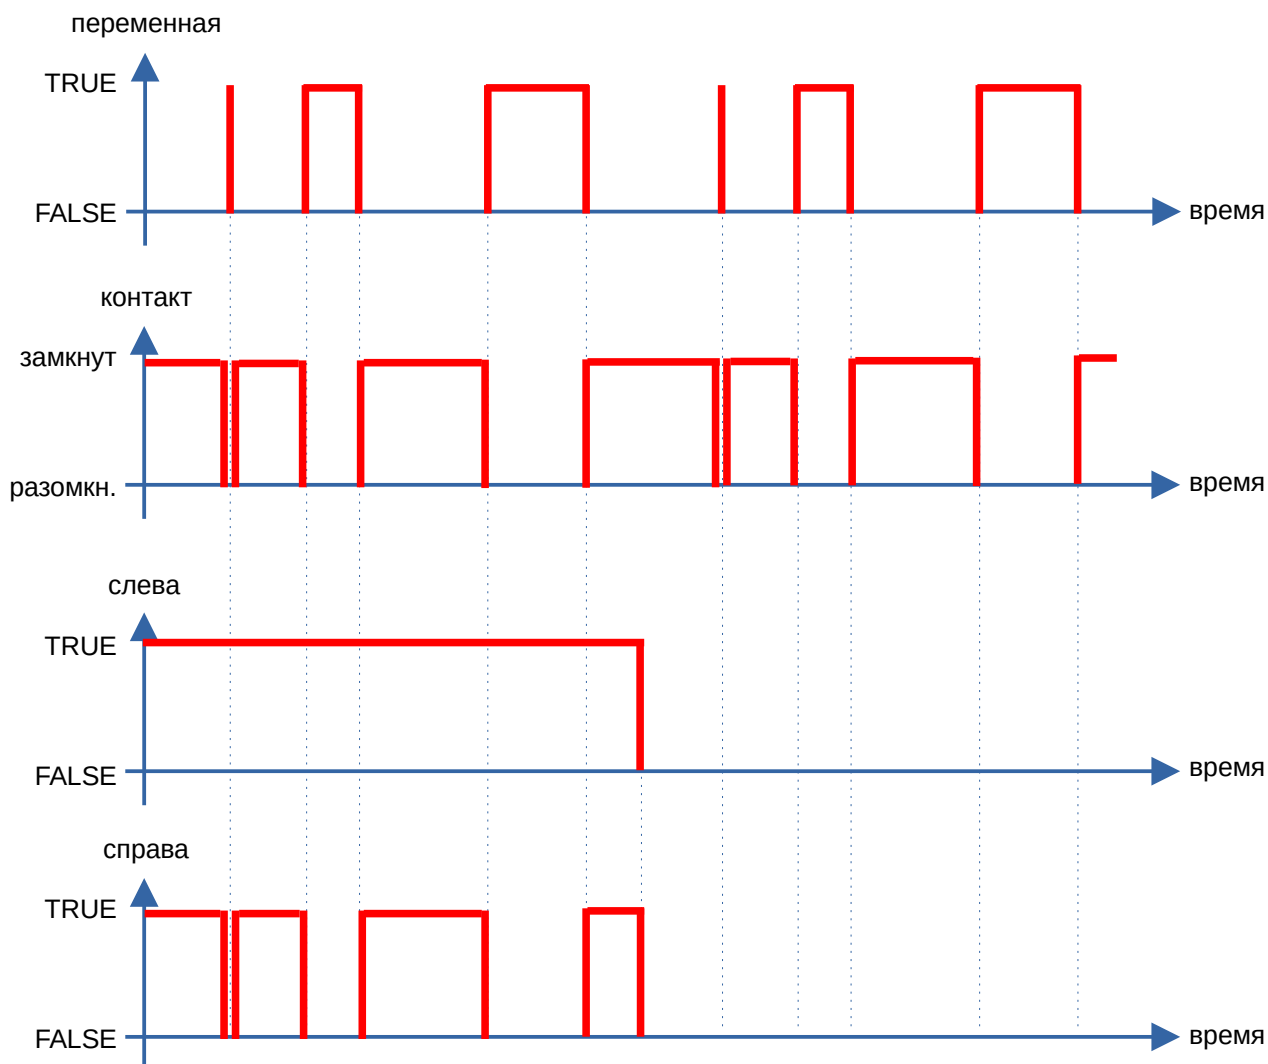 переменная
TRUE
FALSE
время
контакт
замкнут
разомкн.
время
слева
TRUE
FALSE
время
справа
TRUE
FALSE
время